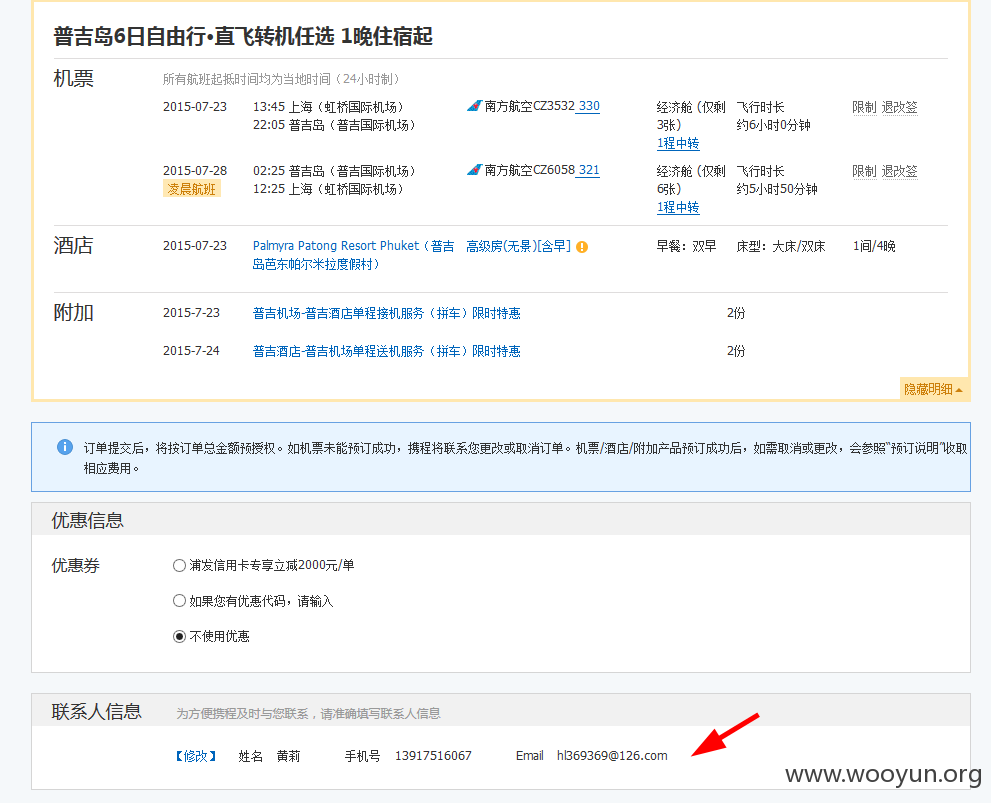 普吉岛6日自由行•直飞转机任选 1晚住宿起
机票 所有航班起抵时间均为当地时间（24小时制）
2015-07-23 13:45 上海（虹桥国际机场） 南方航空CZ3532 330 经济舱 (仅剩 飞行时长 限制 退改签
22:05 普吉岛（普吉国际机场） 3张） 约6小时0分钟
1程中转
2015-07-28 02:25 普吉岛（普吉国际机场） 南方航空CZ6058 321 经济舱 (仅剩 飞行时长 限制 退改签
凌晨航班 12:25 上海（虹桥国际机场） 6张） 约5小时50分钟
1程中转
酒店 2015-07-23 Palmyra Patong Resort Phuket（普吉 高级房(无景)[含早] 早餐：双早 床型：大床/双床 1间/4晚
岛芭东帕尔米拉度假村）
附加 2015-7-23 普吉机场-普吉酒店单程接机服务（拼车）限时特惠 2份
2015-7-24 普吉酒店-普吉机场单程送机服务（拼车）限时特惠 2份
隐藏明细
订单提交后，将按订单总金额预授权。如机票未能预订成功，携程将联系您更改或取消订单。机票/酒店/附加产品预订成功后，如需取消或更改，会参照“预订说明”收取
相应费用。
优惠信息
优惠券 浦发信用卡专享立减2000元/单
如果您有优惠代码，请输入
不使用优惠
联系人信息 为方便携程及时与您联系，请准确填写联系人信息
【修改】 姓名 黄莉 手机号 13917516067 Email hl369369@126.com
www.wooyun.org